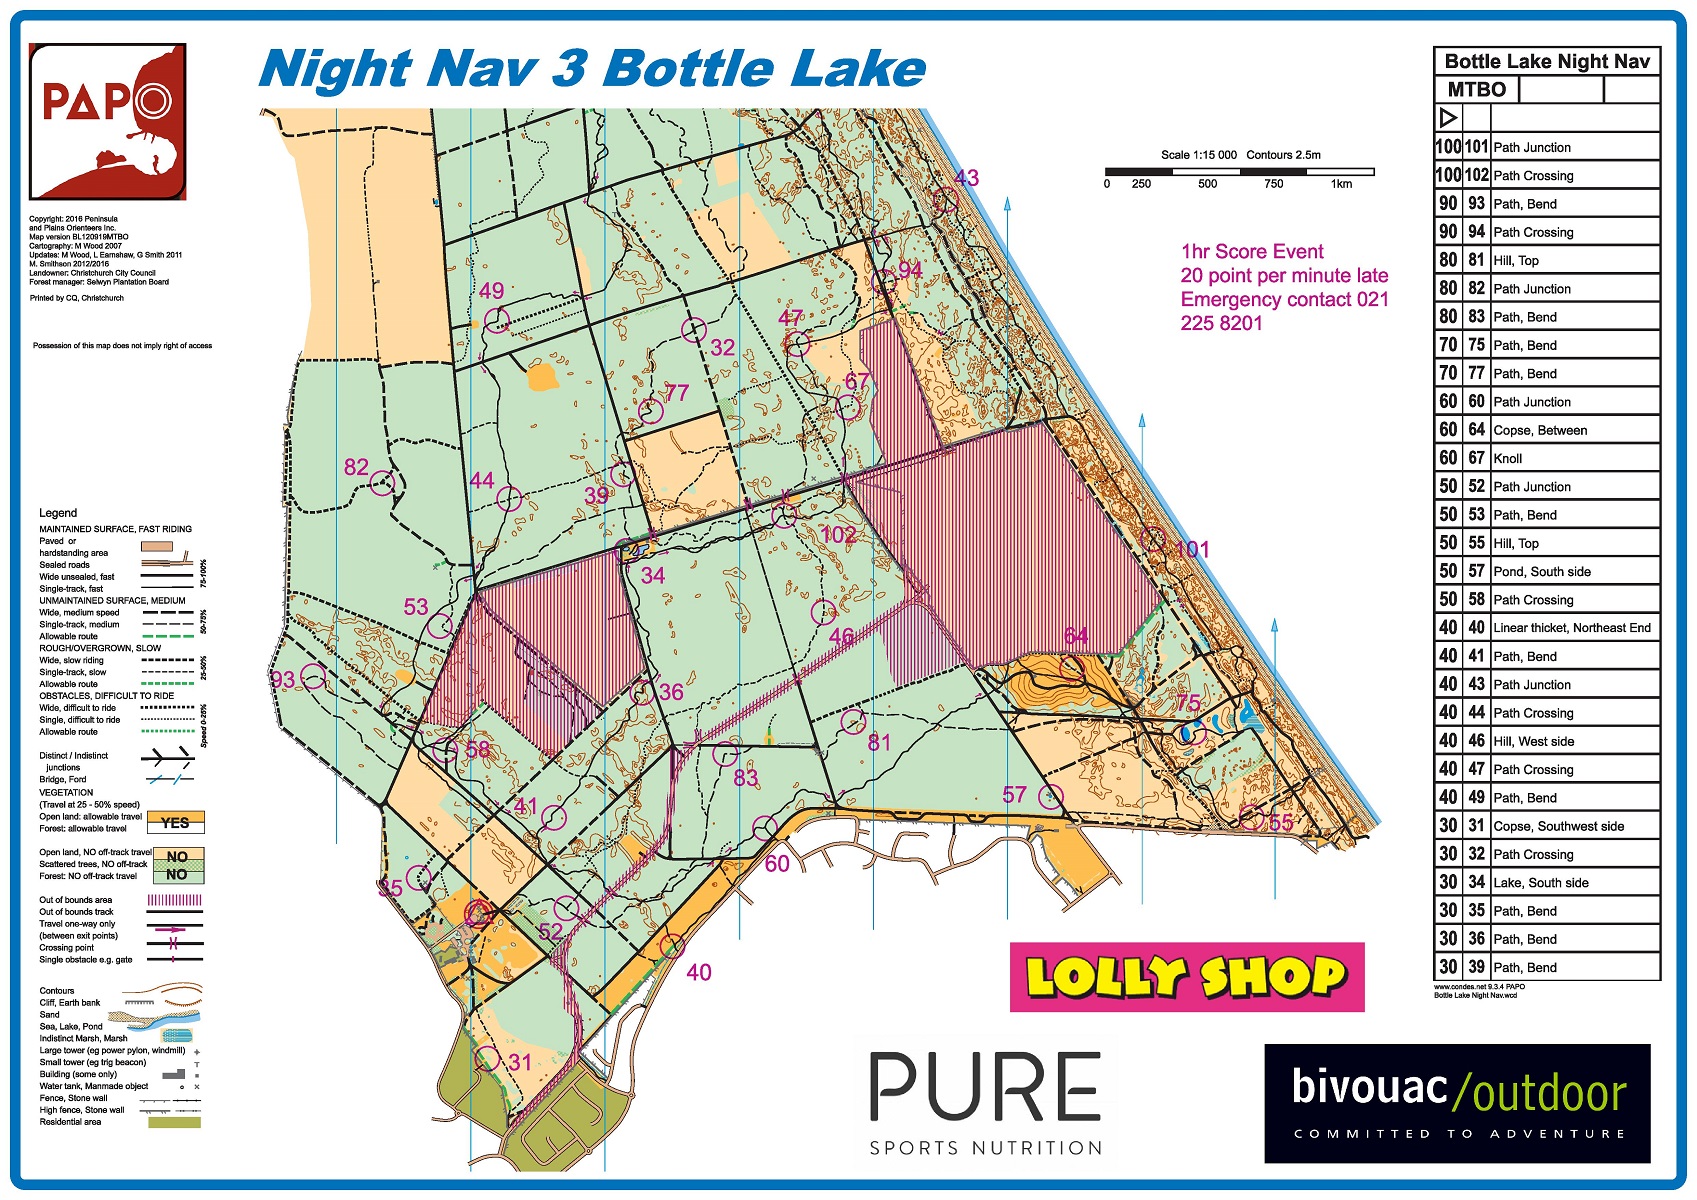 Night Nav 3 Bottle Lake
PAPO
Copyright: 2016 Peninsula
and Plains Orienteers Inc.
Map version BL120919MTBO
Cartography: M Wood 2007
Updates: M Wood, L Earnshaw, G Smith 2011
M. Smithson 2012/2016
Landowner: Christchurch City Council
Forest manager: Selwyn Plantation Board
Printed by CQ, Christchurch
Possession of this map does not imply right of access
Legend
MAINTAINED SURFACE, FAST RIDING
Paved or
hardstanding area
Sealed roads
Wide unsealed, fast
Single-track, fast
75-100%
UNMAINTAINED SURFACE, MEDIUM
Wide, medium speed
Single-track, medium
Allowable route
50-75%
ROUGH/OVERGROWN, SLOW
Wide, slow riding
Single-track, slow
Allowable route
25-50%
OBSTACLES, DIFFICULT TO RIDE
Wide, difficult to ride
Single, difficult to ride
Allowable route
Speed 0-25%
Distinct / Indistinct
junctions
Bridge, Ford
VEGETATION
(Travel at 25 - 50% speed)
Open land: allowable travel
Forest: allowable travel
YES
Open land, NO off-track travel
Scattered trees, NO off-track
Forest: NO off-track travel
NO
NO
Out of bounds area
Out of bounds track
Travel one-way only
(between exit points)
Crossing point
Single obstacle e.g. gate
Contours
Cliff, Earth bank
Sand
Sea, Lake, Pond
Indistinct Marsh, Marsh
Large tower (eg power pylon, windmill)
Small tower (eg trig beacon)
Building (some only)
Water tank, Manmade object
Fence, Stone wall
High fence, Stone wall
Residential area
Scale 1:15 000 Contours 2.5m
0 250 500 750 1km
1hr Score Event
20 point per minute late
Emergency contact 021
225 8201
43
94
49
47
32
67
77
82
44
39
102
101
34
53
46
64
93
36
75
58
81
83
41
57
55
60
35
52
40
31
Bottle Lake Night Nav
MTBO
100 101 Path Junction
100 102 Path Crossing
90 93 Path, Bend
90 94 Path Crossing
80 81 Hill, Top
80 82 Path Junction
80 83 Path, Bend
70 75 Path, Bend
70 77 Path, Bend
60 60 Path Junction
60 64 Copse, Between
60 67 Knoll
50 52 Path Junction
50 53 Path, Bend
50 55 Hill, Top
50 57 Pond, South side
50 58 Path Crossing
40 40 Linear thicket, Northeast End
40 41 Path, Bend
40 43 Path Junction
40 44 Path Crossing
40 46 Hill, West side
40 47 Path Crossing
40 49 Path, Bend
30 31 Copse, Southwest side
30 32 Path Crossing
30 34 Lake, South side
30 35 Path, Bend
30 36 Path, Bend
30 39 Path, Bend
www.condes.net 9.3.4 PAPO
Bottle Lake Night Nav.wcd
LOLLY SHOP
PURE
SPORTS NUTRITION
bivouac/outdoor
COMMITTED TO ADVENTURE